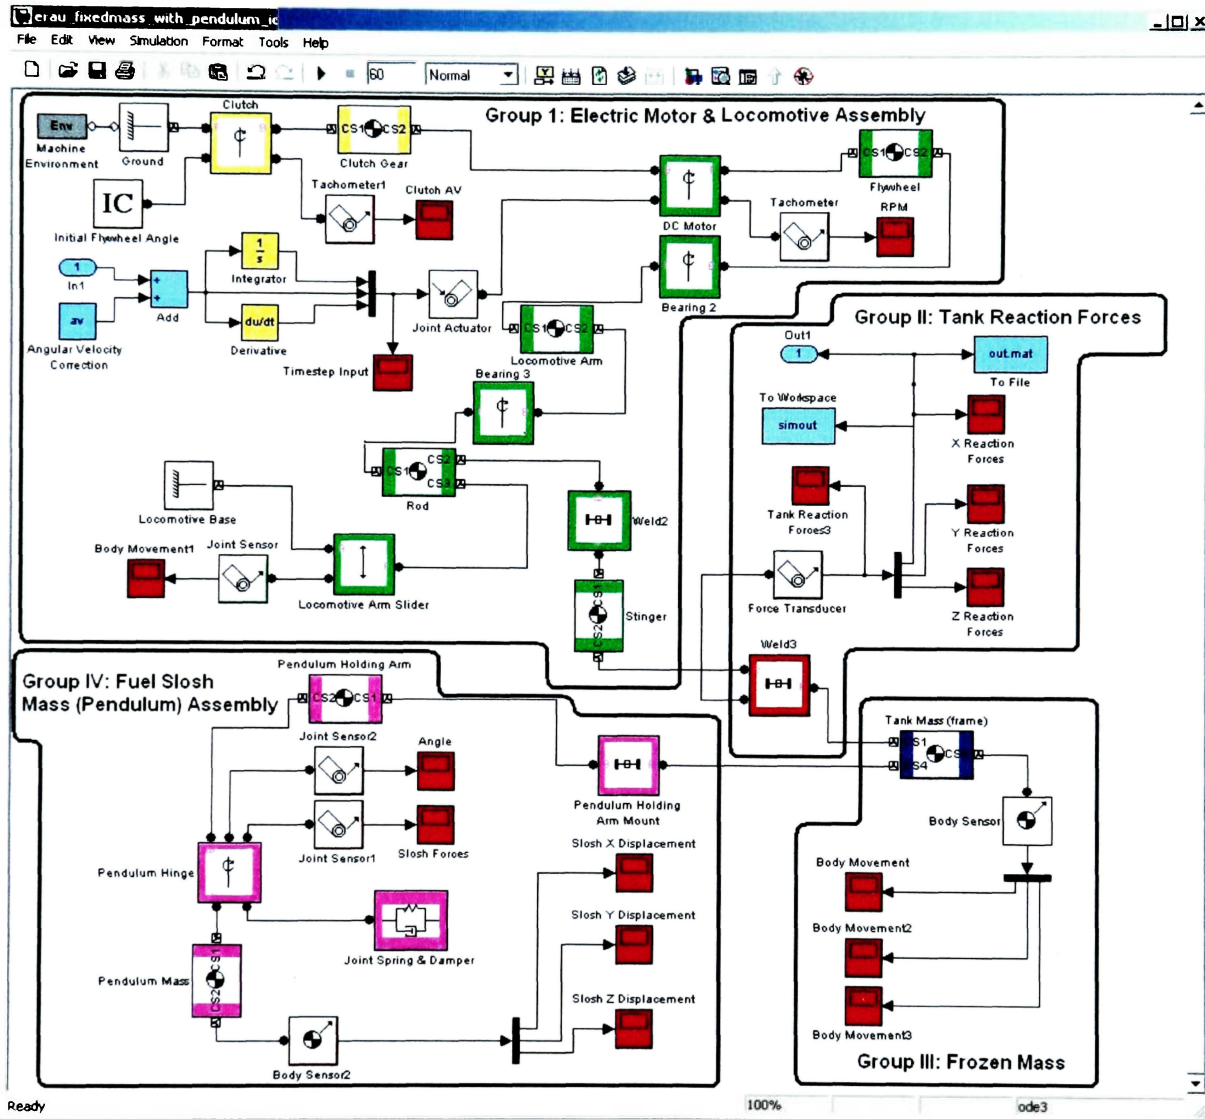 erau_fixedmass_with_pendulum_id
File Edit View Simulation Format Tools Help
60
Normal
Group 1: Electric Motor & Locomotive Assembly
Env
Machine
Environment
Ground
Clutch
CS1 CS2
Clutch Gear
IC
Initial Flywheel Angle
Tachometer1
Clutch AV
DC Motor
CS1 CS2
Flywheel
Tachometer
RPM
1
In1
av
Angular Velocity
Correction
+
+
Add
1
s
Integrator
du/dt
Derivative
Timestep Input
Joint Actuator
Bearing 2
CS1 CS2
Locomotive Arm
Bearing 3
CS1 CS2
CS3
Rod
Locomotive Base
Body Movement1
Joint Sensor
Locomotive Arm Slider
Weld2
CS1
CS2
Stinger
Group II: Tank Reaction Forces
Out1
1
out.mat
To File
To Workspace
simout
X Reaction
Forces
Tank Reaction
Forces3
Y Reaction
Forces
Force Transducer
Z Reaction
Forces
Weld3
Group IV: Fuel Slosh
Mass (Pendulum) Assembly
Pendulum Holding Arm
CS2 CS1
Joint Sensor2
Angle
Joint Sensor1
Slosh Forces
Pendulum Holding
Arm Mount
Pendulum Hinge
Joint Spring & Damper
CS1
CS2
Pendulum Mass
Body Sensor2
Slosh X Displacement
Slosh Y Displacement
Slosh Z Displacement
Tank Mass (frame)
CS1
CS4
Body Sensor
Body Movement
Body Movement2
Body Movement3
Group III: Frozen Mass
Ready
100%
ode3